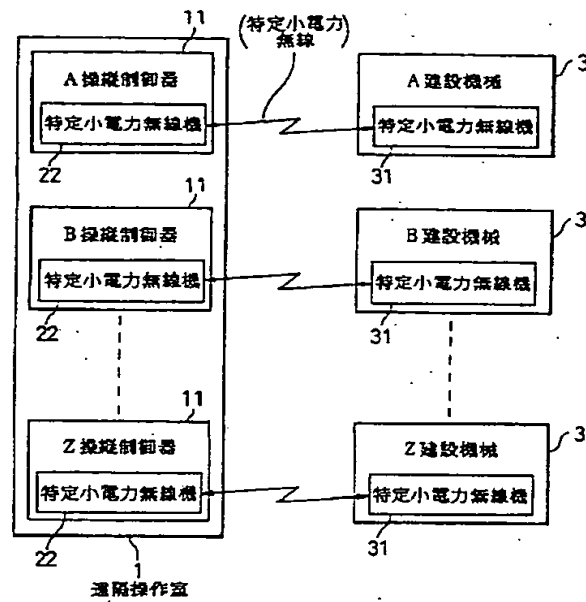 (特定小電力
無線)
11
A操縦制御器
特定小電力無線機
22
3
A建設機械
特定小電力無線機
31
11
B操縦制御器
特定小電力無線機
22
3
B建設機械
特定小電力無線機
31
11
Z操縦制御器
特定小電力無線機
22
3
Z建設機械
特定小電力無線機
31
1
遠隔操作室